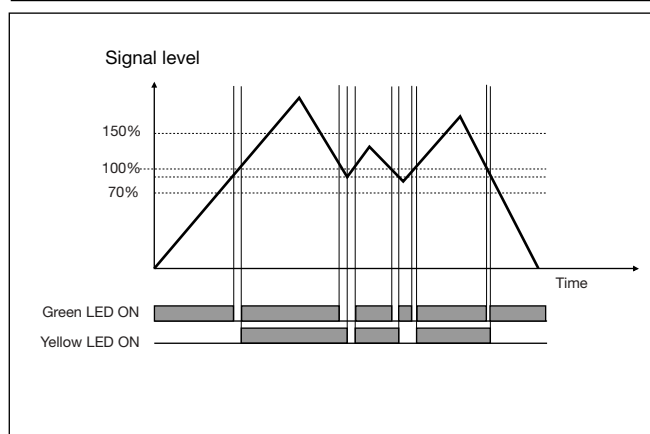 Signal level
150%
100%
70%
Time
Green LED ON
Yellow LED ON